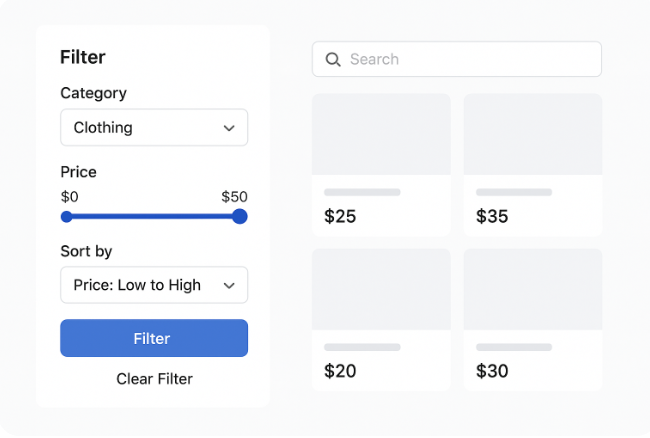 Filter
Category
Clothing
Price
$0 $50
Sort by
Price: Low to High
Filter
Clear Filter
Search
$25 $35
$20 $30